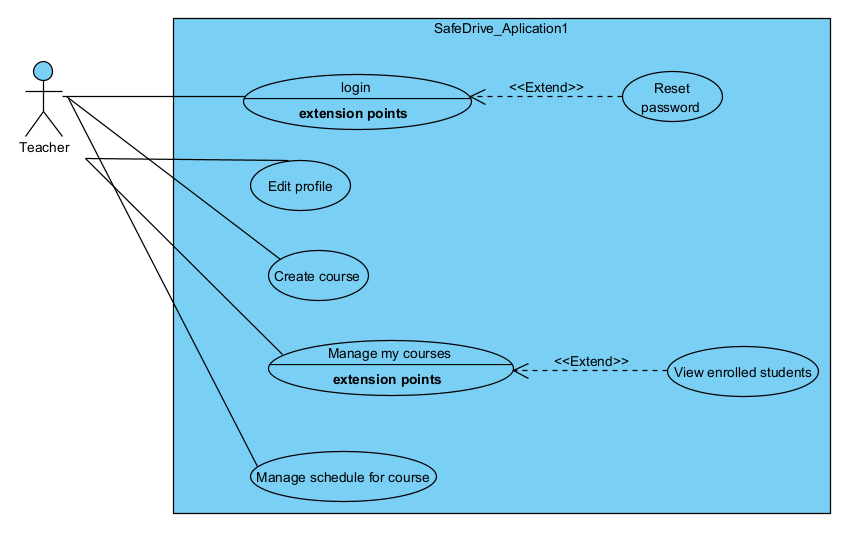 SafeDrive_Aplication1
login
extension points
<<Extend>>
Reset
password
Teacher
Edit profile
Create course
Manage my courses
extension points
<<Extend>>
View enrolled students
Manage schedule for course